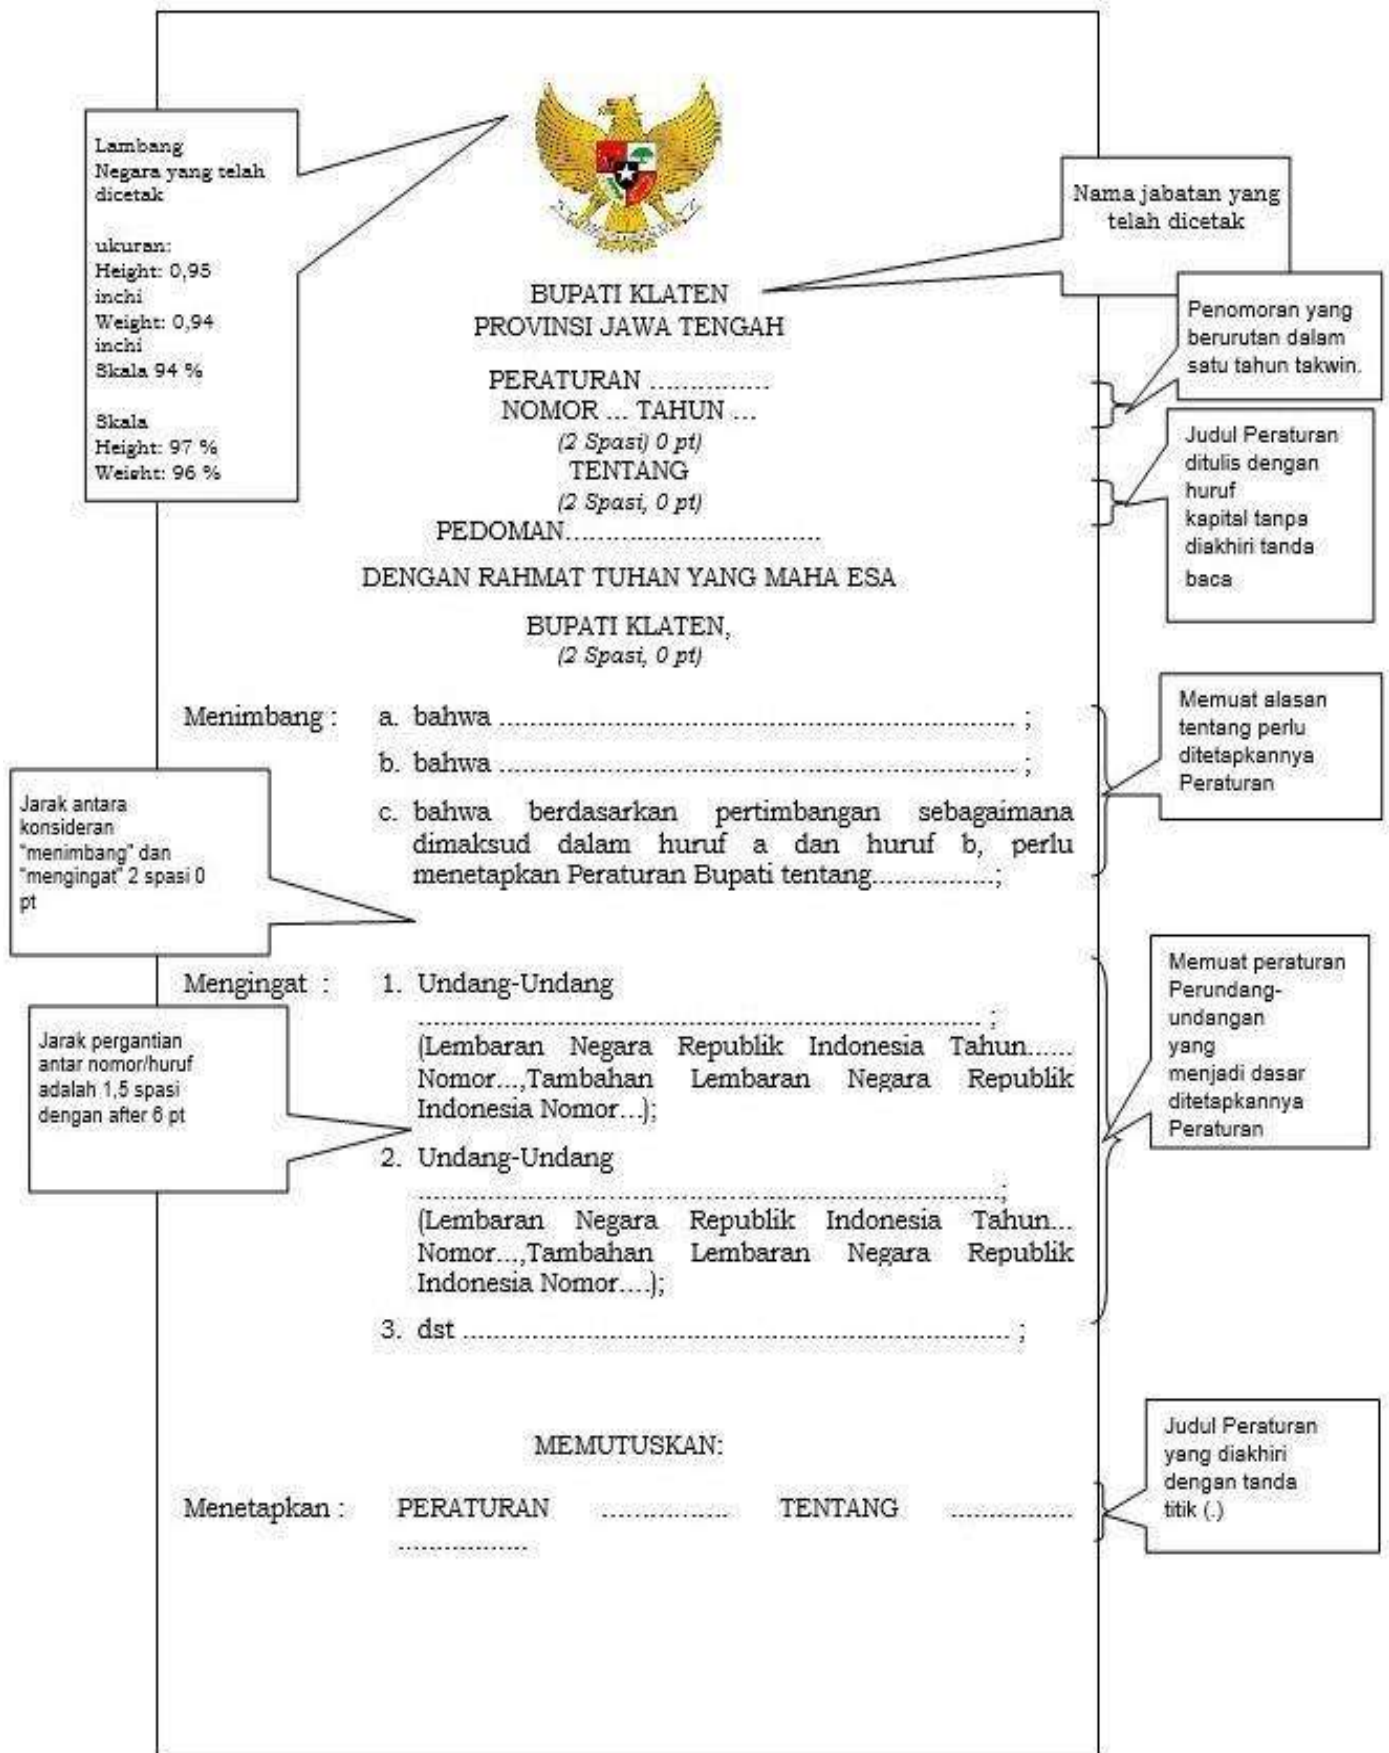 Lambang
Negara yang telah
dicetak
ukuran:
Height: 0,95
inchi
Weight: 0,94
inchi
Skala 94 %
Skala
Height: 97 %
Weight: 96 %
Nama jabatan yang
telah dicetak
BUPATI KLATEN
PROVINSI JAWA TENGAH
Penomoran yang
berurutan dalam
satu tahun takwin.
PERATURAN ...............
NOMOR ... TAHUN ...
(2 Spasi) 0 pt)
TENTANG
(2 Spasi, 0 pt)
PEDOMAN................................
Judul Peraturan
ditulis dengan
huruf
kapital tanpa
diakhiri tanda
baca
DENGAN RAHMAT TUHAN YANG MAHA ESA
BUPATI KLATEN,
(2 Spasi, 0 pt)
Menimbang : a. bahwa ................................................................. ;
b. bahwa ................................................................. ;
c. bahwa berdasarkan pertimbangan sebagaimana
dimaksud dalam huruf a dan huruf b, perlu
menetapkan Peraturan Bupati tentang................;
Memuat alasan
tentang perlu
ditetapkannya
Peraturan
Jarak antara
konsideran
"menimbang" dan
"mengingat" 2 spasi 0
pt
Mengingat : 1. Undang-Undang
...................................................................... ;
(Lembaran Negara Republik Indonesia Tahun......
Nomor...,Tambahan Lembaran Negara Republik
Indonesia Nomor...);
Jarak pergantian
antar nomor/huruf
adalah 1,5 spasi
dengan after 6 pt
Memuat peraturan
Perundang-
undangan
yang
menjadi dasar
ditetapkannya
Peraturan
2. Undang-Undang
.........................................................................;
(Lembaran Negara Republik Indonesia Tahun...
Nomor...,Tambahan Lembaran Negara Republik
Indonesia Nomor....);
3. dst ..................................................................... ;
MEMUTUSKAN:
Menetapkan : PERATURAN ................ TENTANG ...............
................
Judul Peraturan
yang diakhiri
dengan tanda
titik (.)